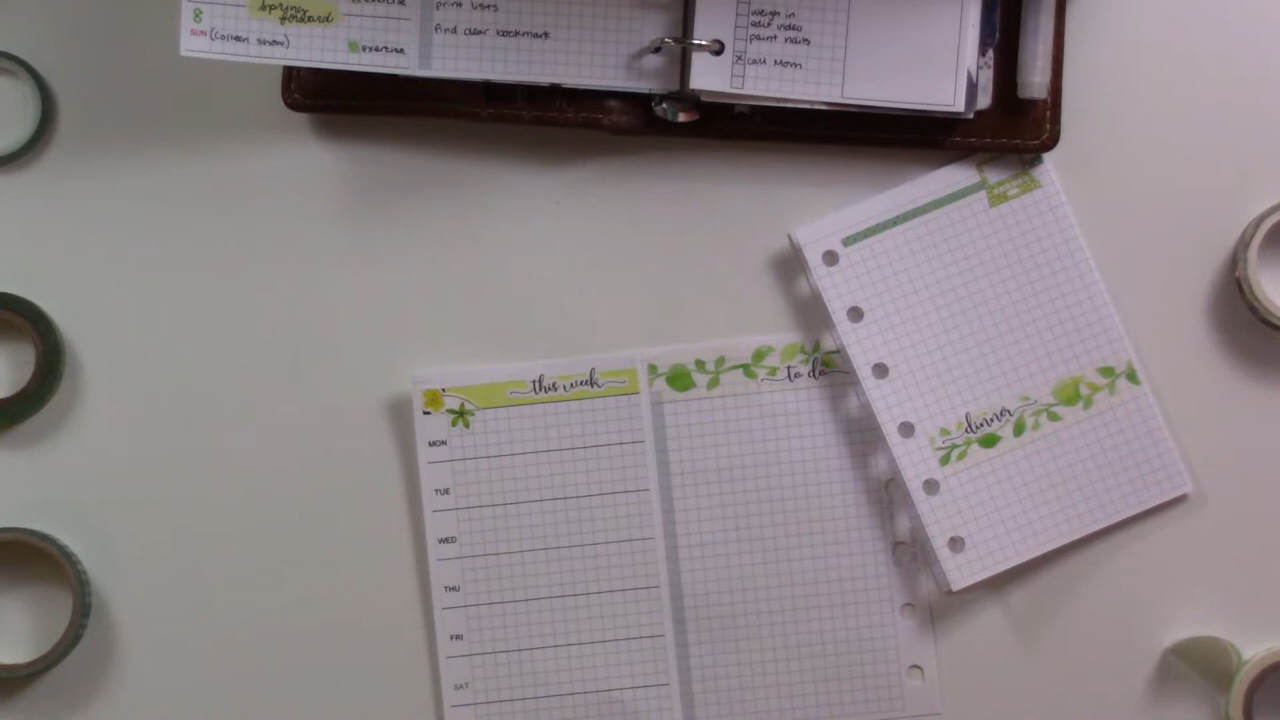 8
SUN
Spring
forward
(Colleen show)
exercise
exercise
print lists
find clear bookmark
weigh in
edit video
paint nails
x call Mom
this week
MON
TUE
WED
THU
FRI
SAT
to do
dinner